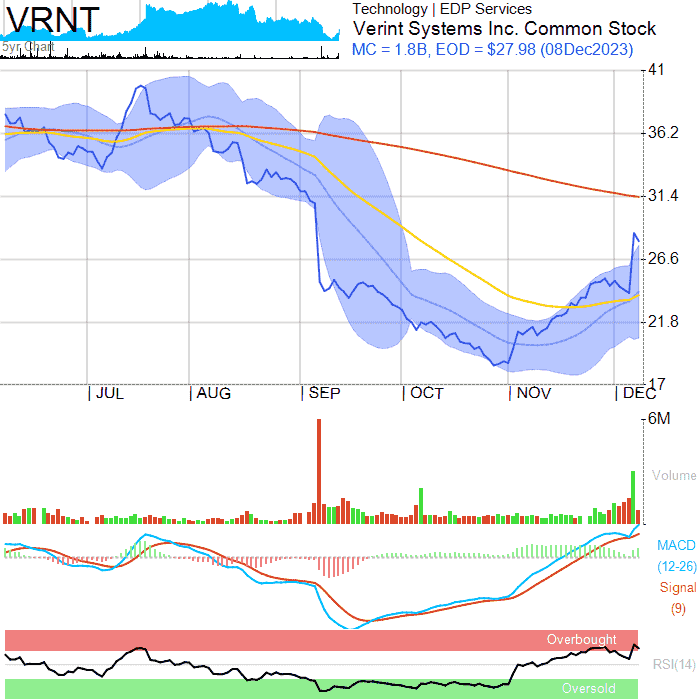 VRNT
5yr. Chart
Technology | EDP Services
Verint Systems Inc. Common Stock
MC = 1.8B, EOD = $27.98 (08Dec2023)
41
36.2
31.4
26.6
21.8
17
JUL
AUG
SEP
OCT
NOV
DEC
6M
Volume
MACD
(12-26)
Signal
(9)
Overbought
RSI(14)
Oversold